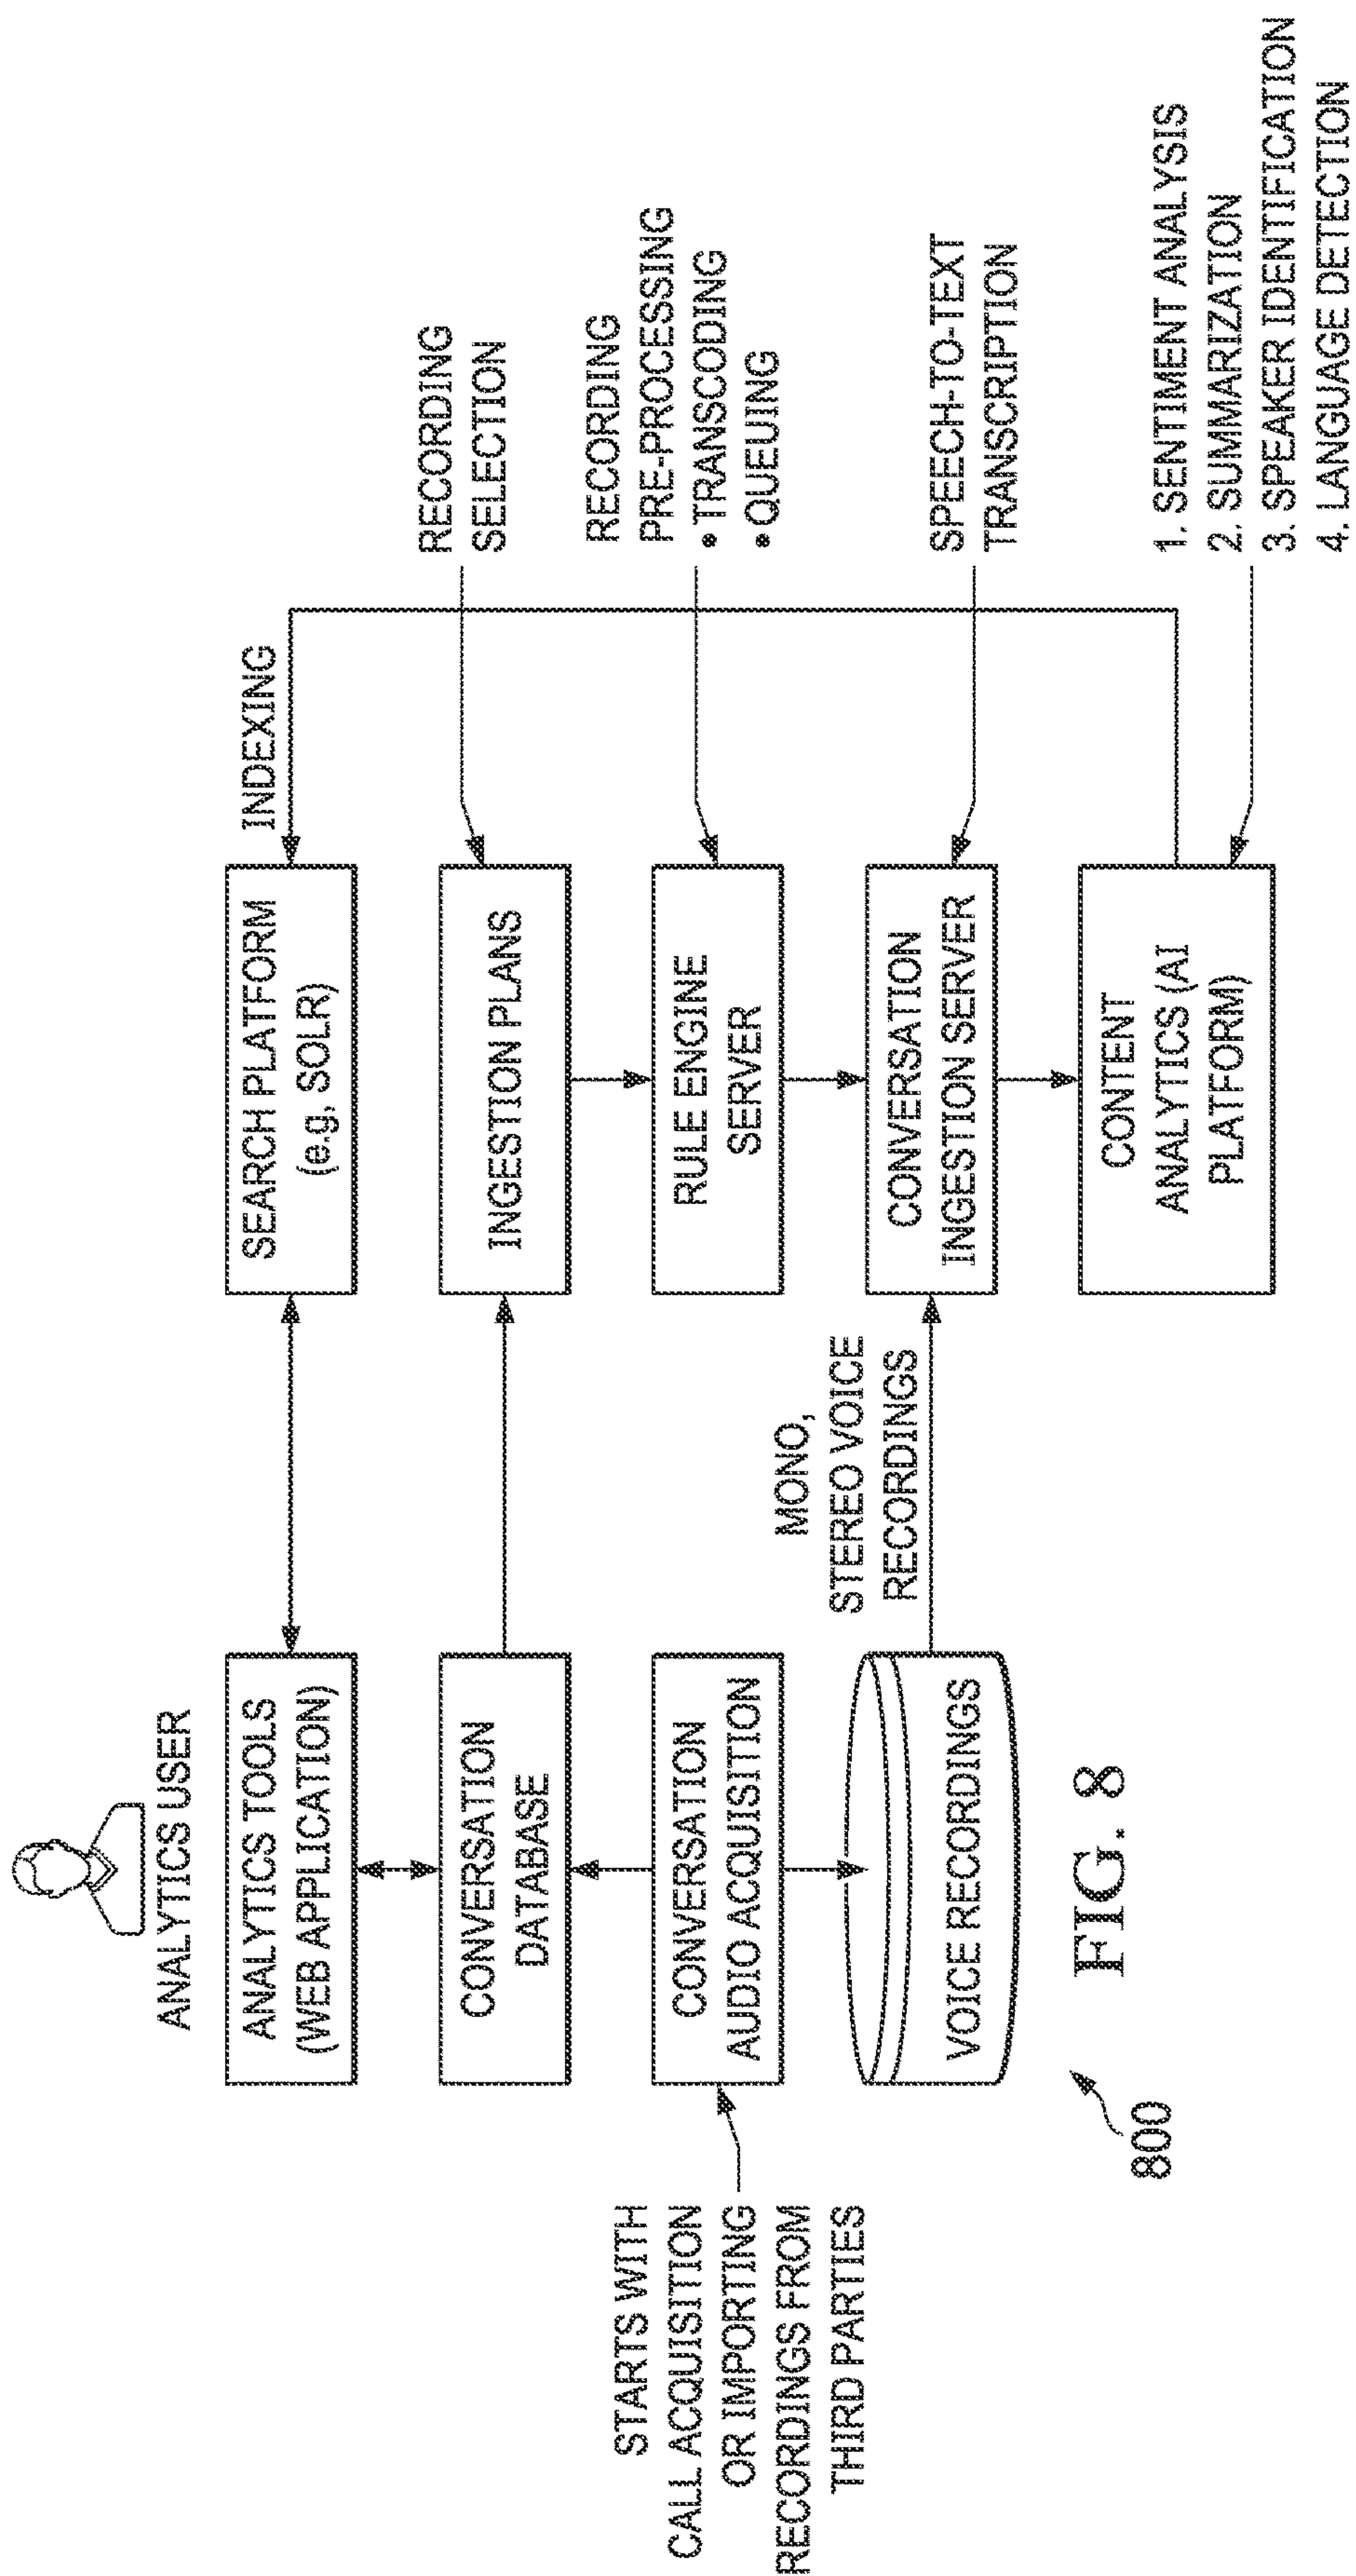 ANALYTICS USER
ANALYTICS TOOLS
(WEB APPLICATION)
SEARCH PLATFORM
(e.g, SOLR)
INDEXING
CONVERSATION
DATABASE
INGESTION PLANS
RECORDING
SELECTION
STARTS WITH
CALL ACQUISITION
OR IMPORTING
RECORDINGS FROM
THIRD PARTIES
CONVERSATION
AUDIO ACQUISITION
RULE ENGINE
SERVER
RECORDING
PRE-PROCESSING
• TRANSCODING
• QUEUING
VOICE RECORDINGS
MONO,
STEREO VOICE
RECORDINGS
CONVERSATION
INGESTION SERVER
SPEECH-TO-TEXT
TRANSCRIPTION
CONTENT
ANALYTICS (AI
PLATFORM)
1. SENTIMENT ANALYSIS
2. SUMMARIZATION
3. SPEAKER IDENTIFICATION
4. LANGUAGE DETECTION
800
FIG. 8